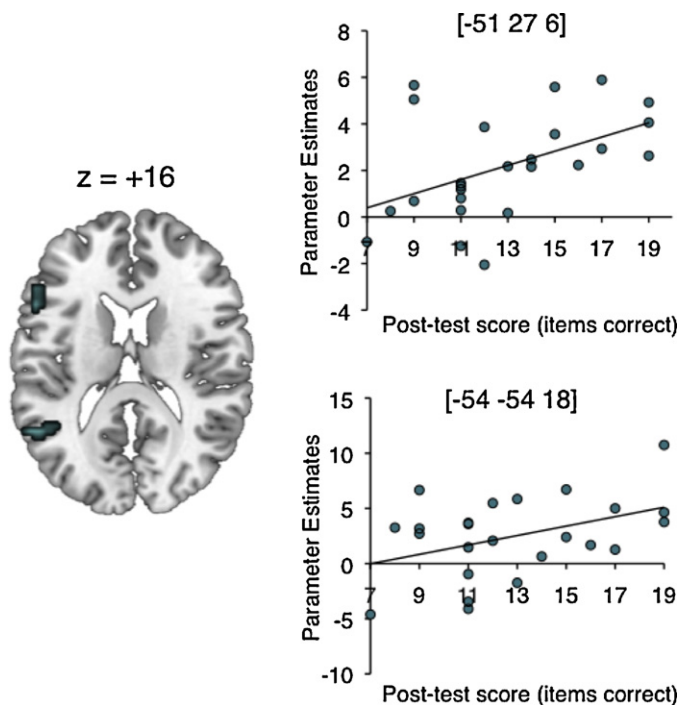 z = +16
[-51 27 6]
Parameter Estimates
8
6
4
2
0
-2
-4
7 9 11 13 15 17 19
Post-test score (items correct)
[-54 -54 18]
Parameter Estimates
15
10
5
0
-5
-10
7 9 11 13 15 17 19
Post-test score (items correct)